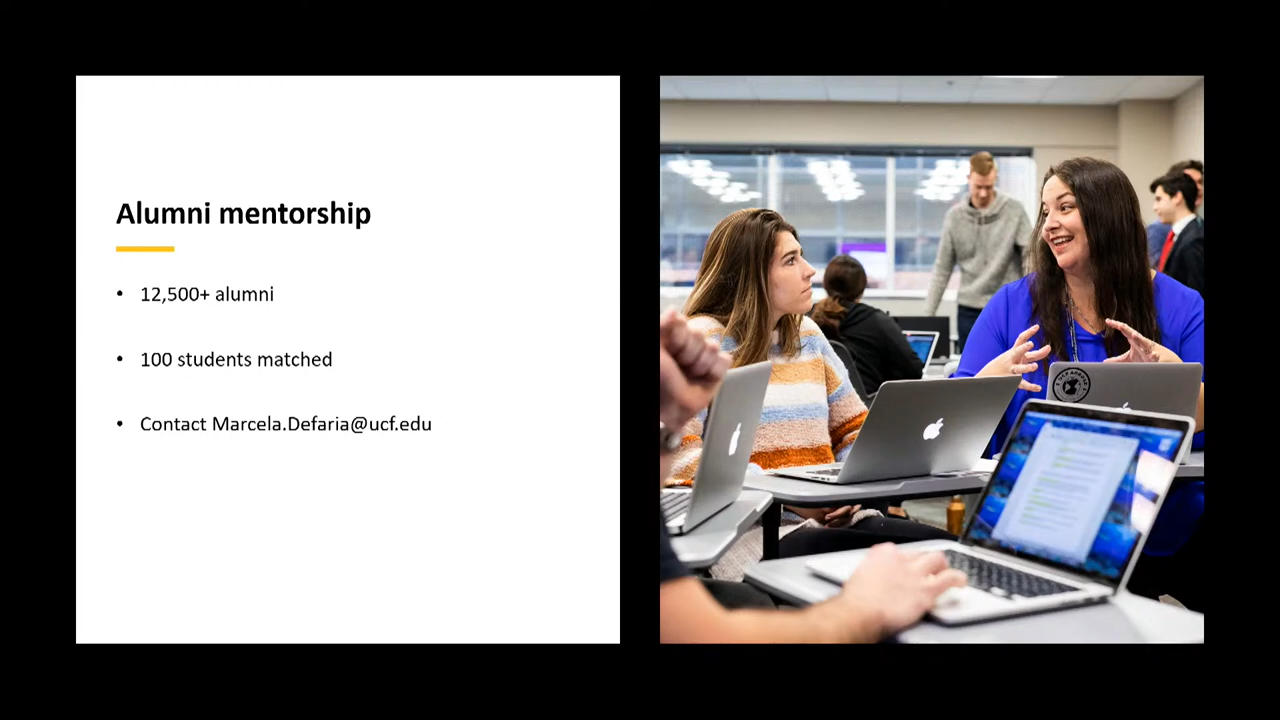 Alumni mentorship
• 12,500+ alumni
• 100 students matched
• Contact Marcela.Defaria@ucf.edu